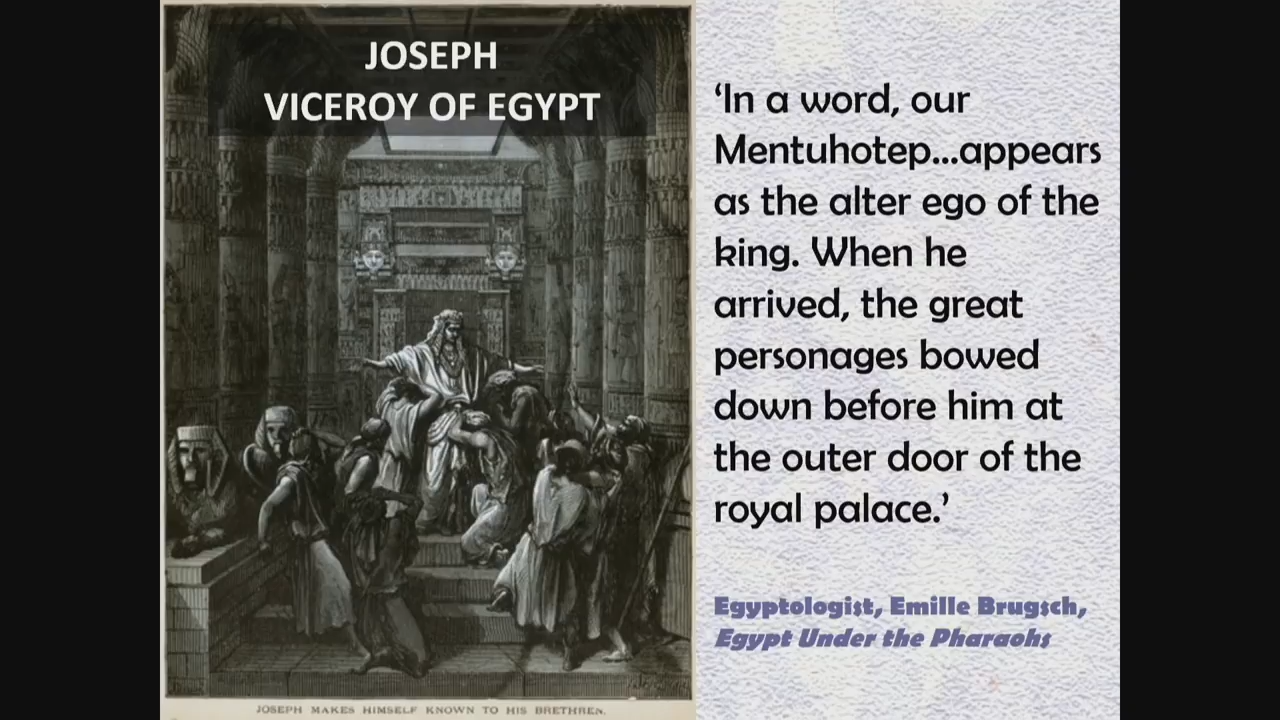 JOSEPH
VICEROY OF EGYPT
JOSEPH MAKES HIMSELF KNOWN TO HIS BRETHREN.
‘In a word, our
Mentuhotep...appears
as the alter ego of the
king. When he
arrived, the great
personages bowed
down before him at
the outer door of the
royal palace.’
Egyptologist, Emille Brugsch,
Egypt Under the Pharaohs